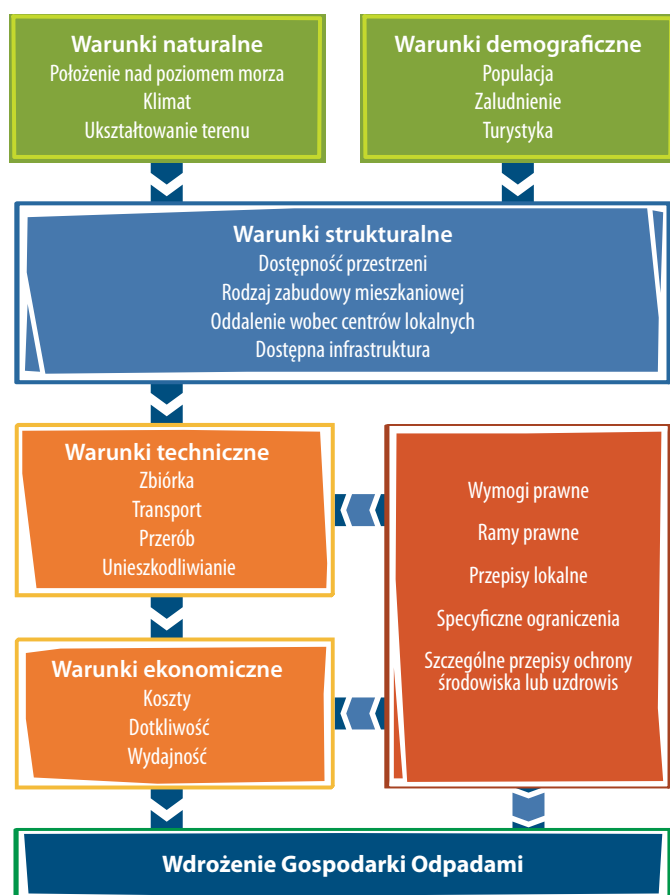 Warunki naturalne
Położenie nad poziomem morza
Klimat
Ukształtowanie terenu
Warunki demograficzne
Populacja
Zaludnienie
Turystyka
Warunki strukturalne
Dostępność przestrzeni
Rodzaj zabudowy mieszkaniowej
Oddalenie wobec centrów lokalnych
Dostępna infrastruktura
Warunki techniczne
Zbiórka
Transport
Przerób
Unieszkodliwianie
Wymogi prawne
Ramy prawne
Przepisy lokalne
Specyficzne ograniczenia
Szczególne przepisy ochrony
środowiska lub uzdrowis
Warunki ekonomiczne
Koszty
Dotkliwość
Wydajność
Wdrożenie Gospodarki Odpadami